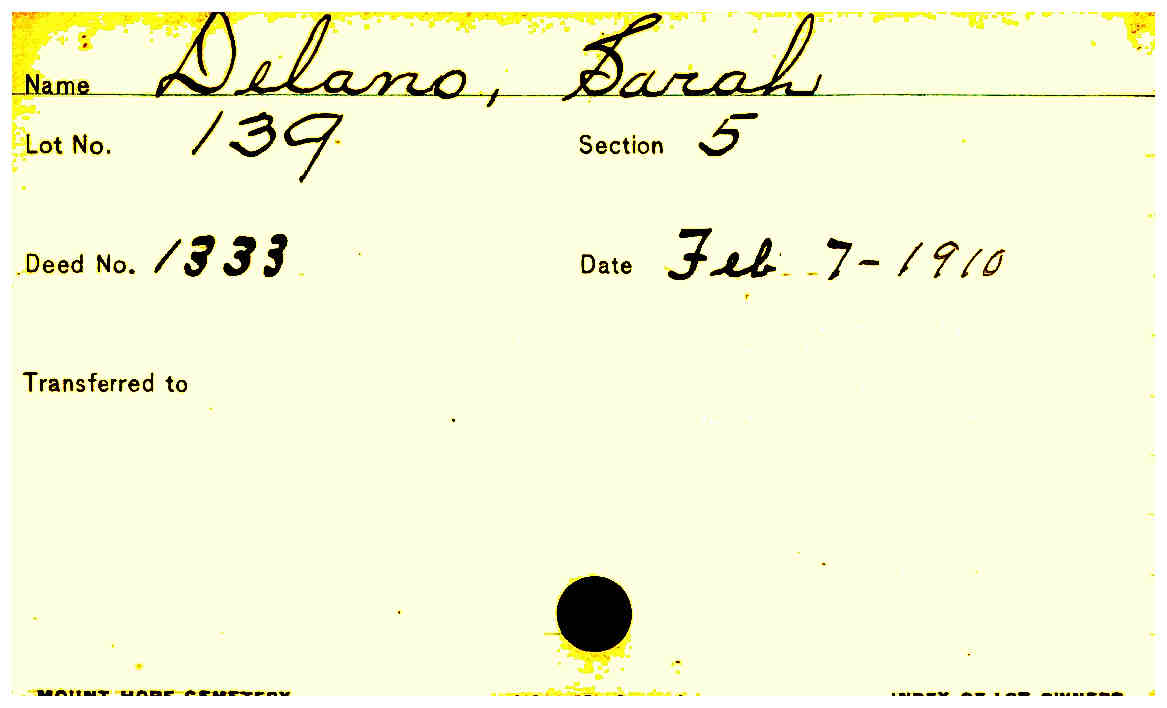 Name Delano, Sarah
Lot No. 139 Section 5
Deed No. 1333 Date Feb 7-1910
Transferred to
MOUNT HOPE CEMETERY INDEX OF LOT OWNERS